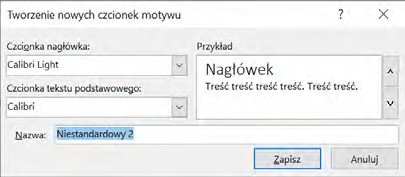 Tworzenie nowych czcionek motywu
Czcionka nagłówka:
Calibri Light
Czcionka tekstu podstawowego:
Calibri
Przykład
Nagłówek
Treść treść treść treść. Treść treść.
Nazwa: Niestandardowy 2
Zapisz Anuluj